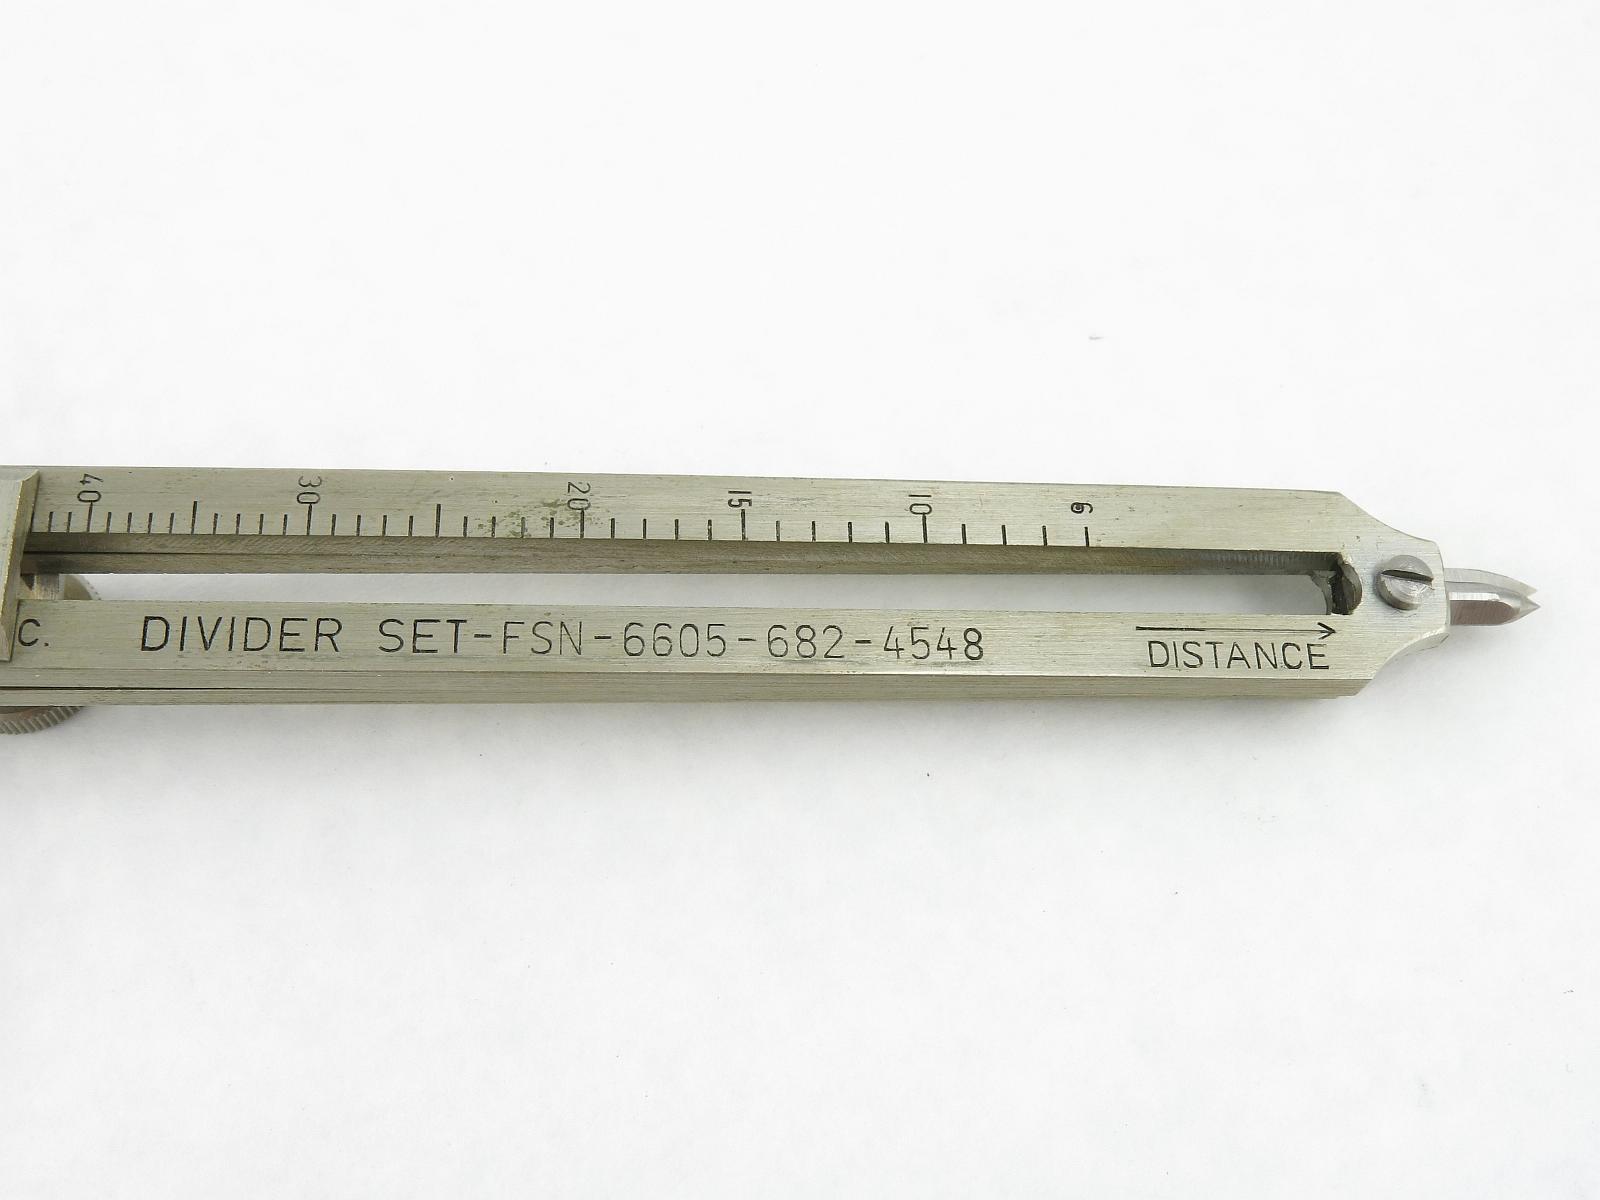 40 30 20 15 10 6
C. DIVIDER SET-FSN-6605-682-4548
DISTANCE